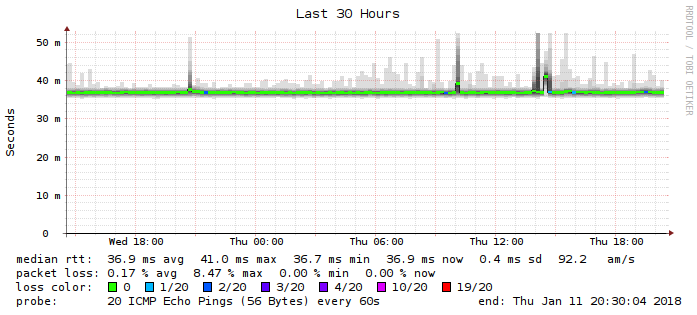 Last 30 Hours
RRDTOOL / TOBI OETIKER
Seconds
50 m
40 m
30 m
20 m
10 m
0
Wed 18:00 Thu 00:00 Thu 06:00 Thu 12:00 Thu 18:00
median rtt: 36.9 ms avg 41.0 ms max 36.7 ms min 36.9 ms now 0.4 ms sd 92.2 am/s
packet loss: 0.17 % avg 8.47 % max 0.00 % min 0.00 % now
loss color: 0 1/20 2/20 3/20 4/20 10/20 19/20
probe: 20 ICMP Echo Pings (56 Bytes) every 60s end: Thu Jan 11 20:30:04 2018